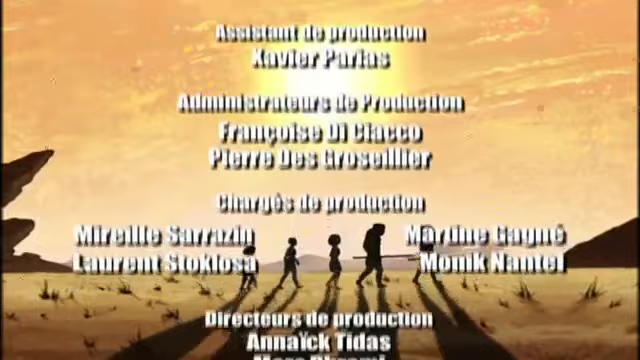 Assistant de production
Xavier Parias
Administrateurs de Production
Françoise Di Ciacco
Pierre Des Groseillier
Chargés de production
Mireille Sarrazin Martine Gagné
Laurent Stoklosa Monik Nantel
Directeurs de production
Annaïck Tidas
Marc